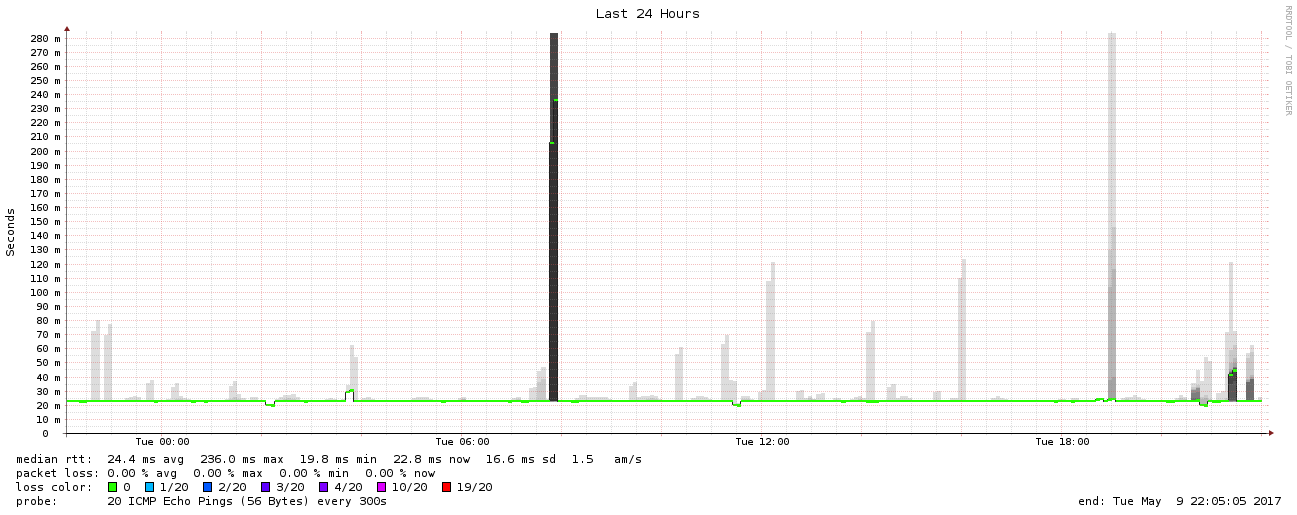 Last 24 Hours
RRDTOOL / TOBI OETIKER
Seconds
280 m
270 m
260 m
250 m
240 m
230 m
220 m
210 m
200 m
190 m
180 m
170 m
160 m
150 m
140 m
130 m
120 m
110 m
100 m
90 m
80 m
70 m
60 m
50 m
40 m
30 m
20 m
10 m
0
Tue 00:00 Tue 06:00 Tue 12:00 Tue 18:00
median rtt: 24.4 ms avg 236.0 ms max 19.8 ms min 22.8 ms now 16.6 ms sd 1.5 am/s
packet loss: 0.00 % avg 0.00 % max 0.00 % min 0.00 % now
loss color: 0 1/20 2/20 3/20 4/20 10/20 19/20
probe: 20 ICMP Echo Pings (56 Bytes) every 300s end: Tue May 9 22:05:05 2017